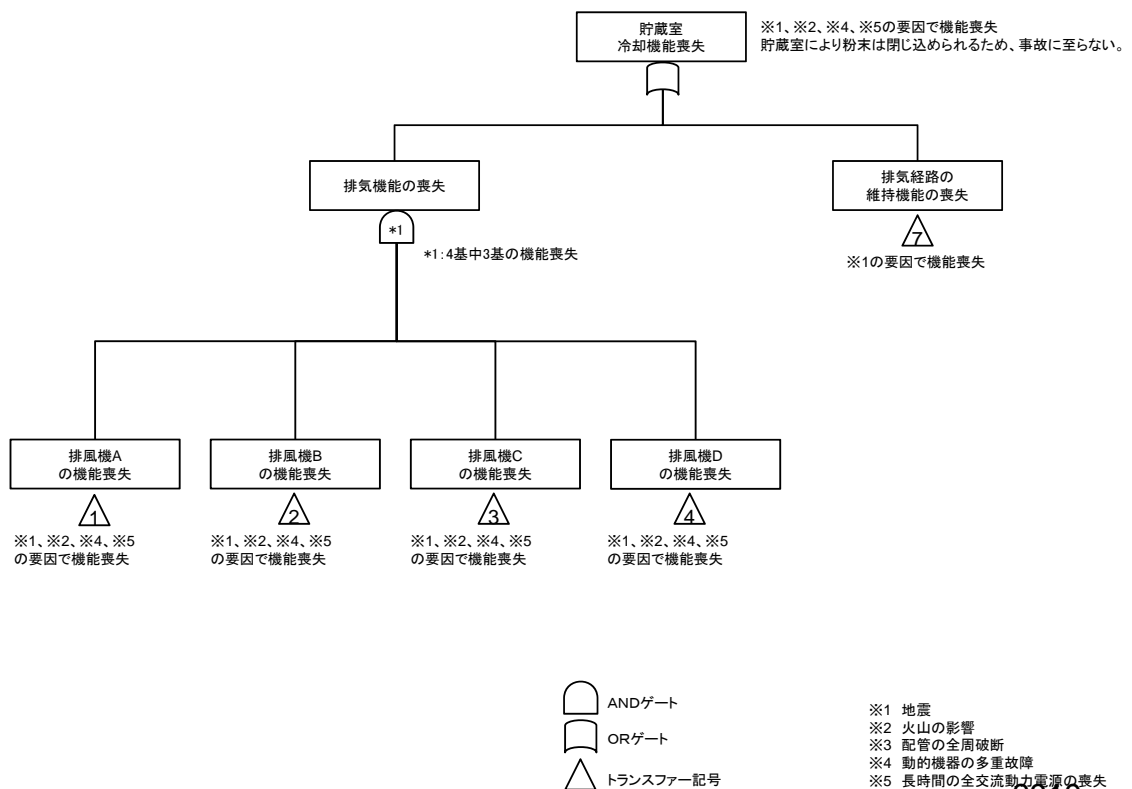 貯蔵室
冷却機能喪失
※1、※2、※4、※5の要因で機能喪失
貯蔵室により粉末は閉じ込められるため、事故に至らない。
排気機能の喪失
排気経路の
維持機能の喪失
*1
*1:4基中3基の機能喪失
7
※1の要因で機能喪失
排風機A
の機能喪失
排風機B
の機能喪失
排風機C
の機能喪失
排風機D
の機能喪失
1
2
3
4
※1、※2、※4、※5
の要因で機能喪失
※1、※2、※4、※5
の要因で機能喪失
※1、※2、※4、※5
の要因で機能喪失
※1、※2、※4、※5
の要因で機能喪失
ANDゲート
ORゲート
トランスファー記号
※1 地震
※2 火山の影響
※3 配管の全周破断
※4 動的機器の多重故障
※5 長時間の全交流動力電源の喪失